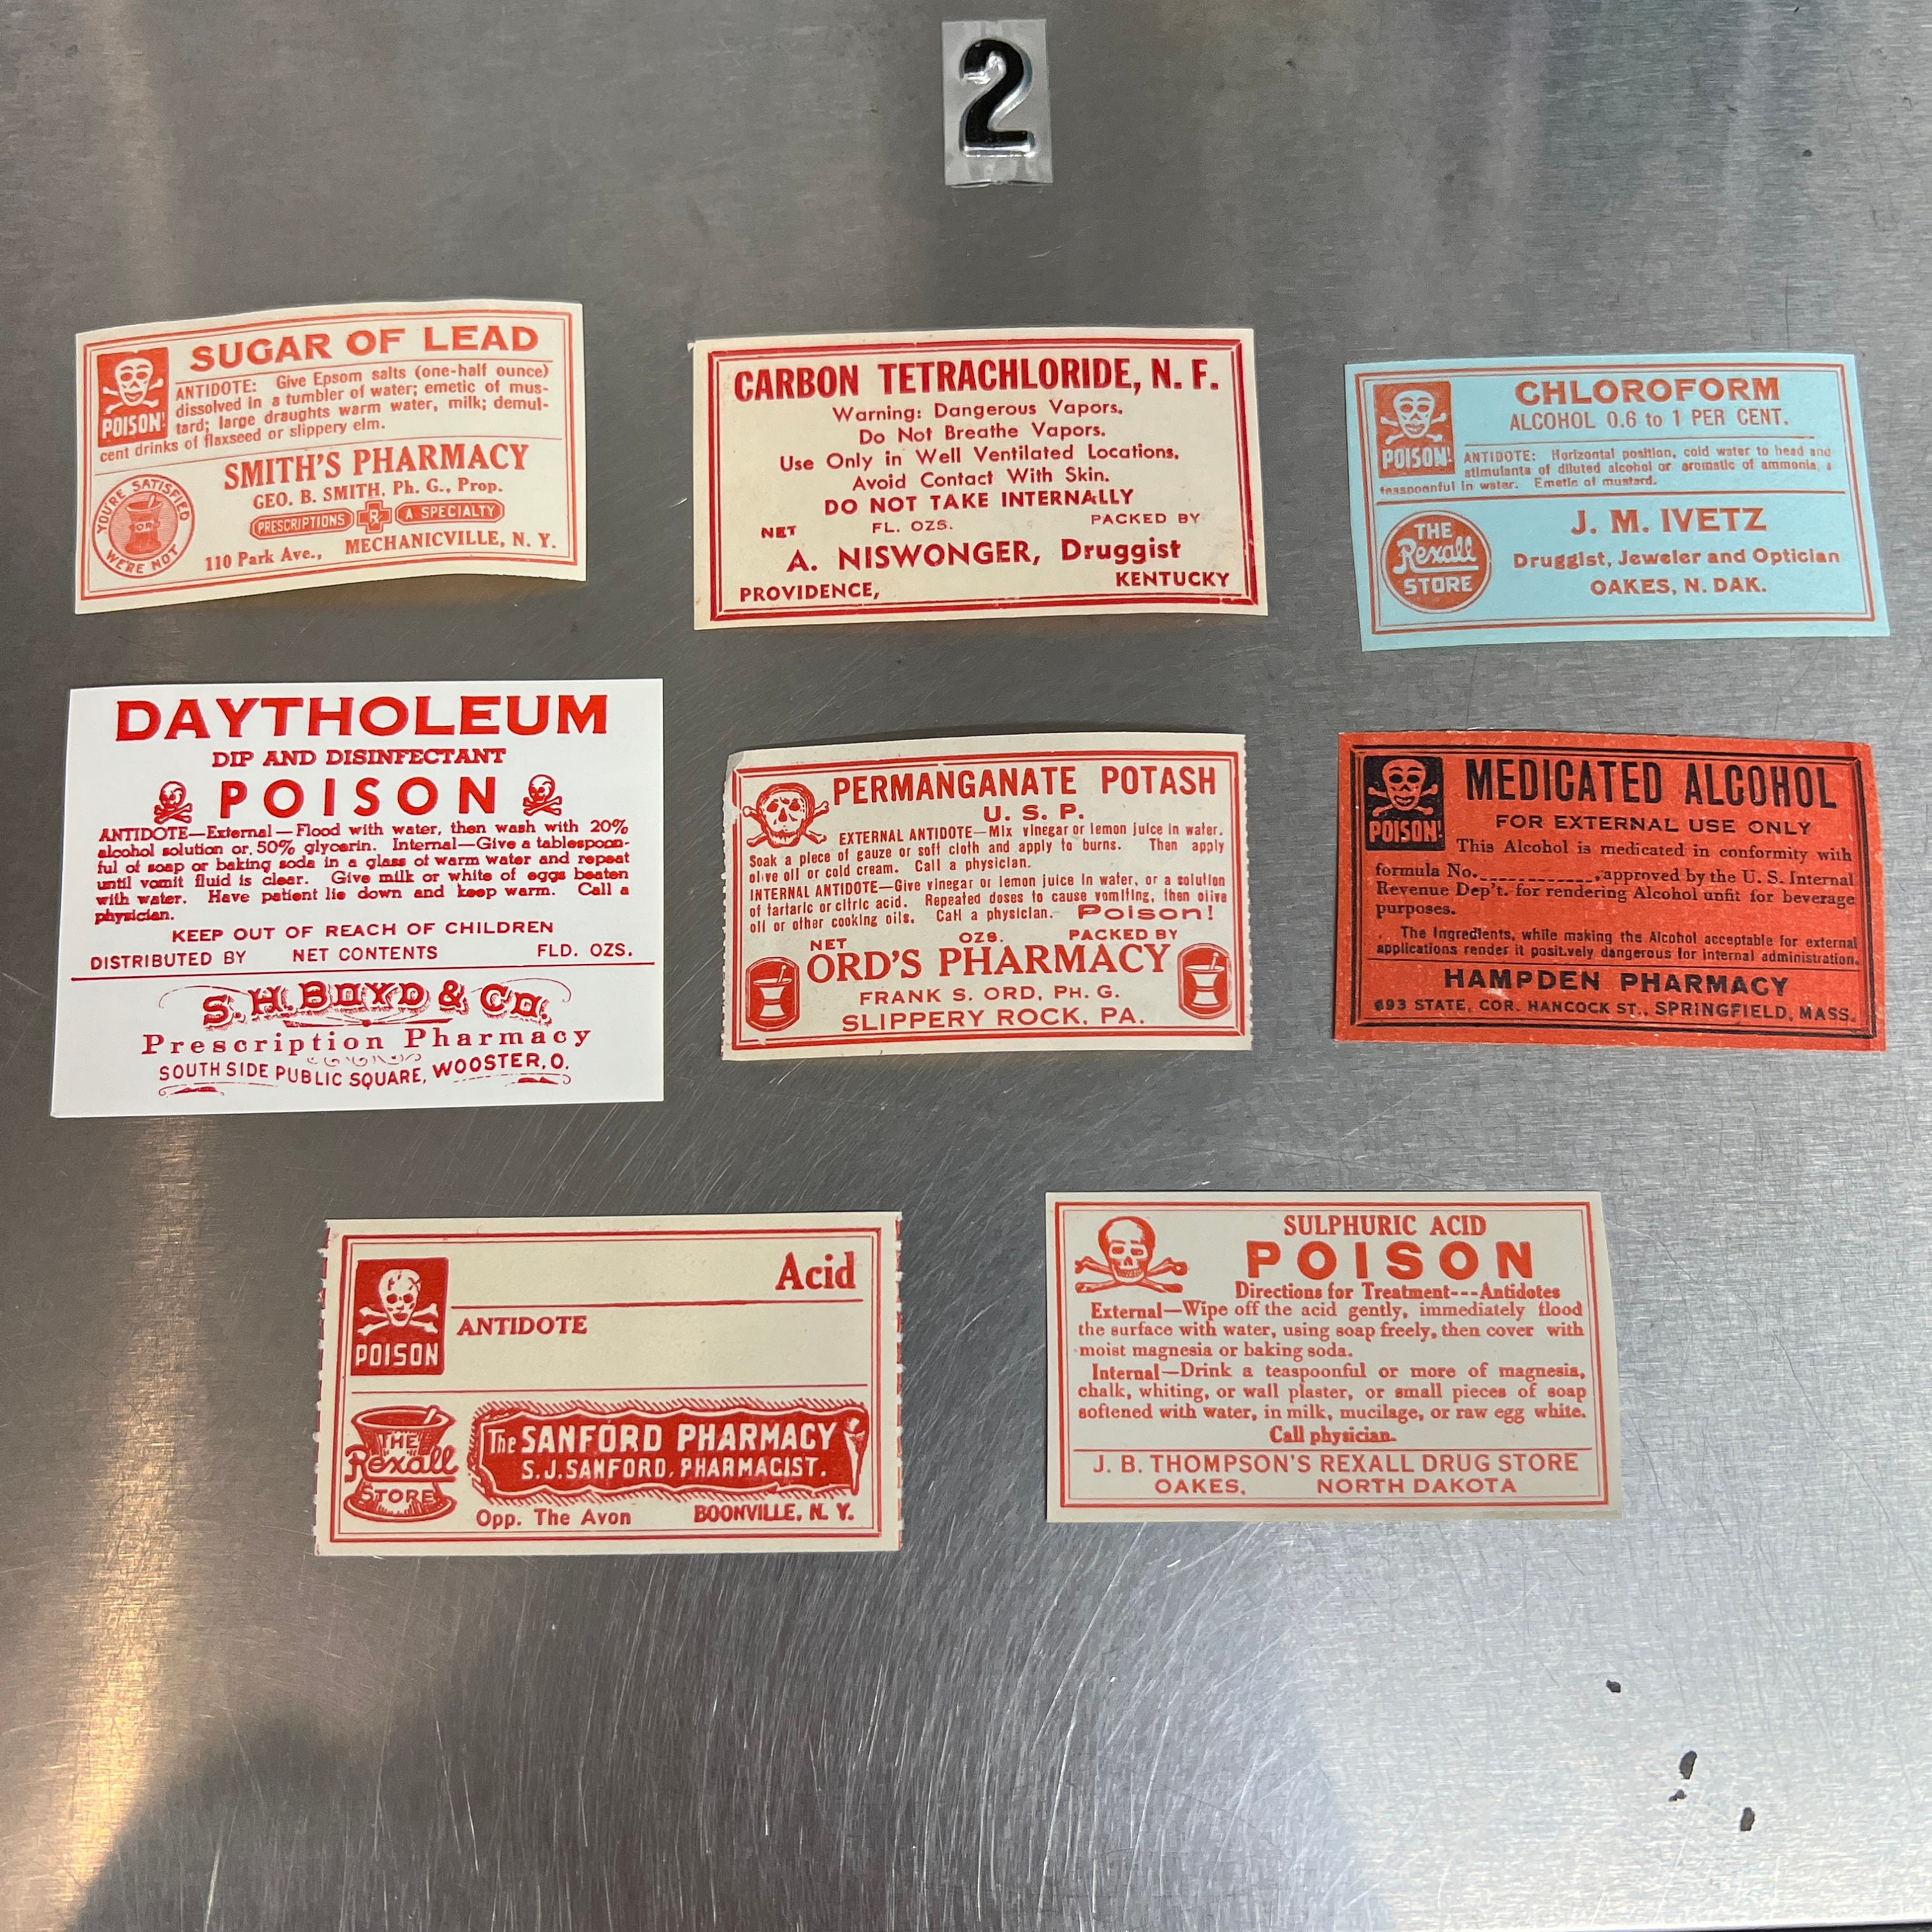 2
SUGAR OF LEAD
POISON!
ANTIDOTE: Give Epsom salts (one-half ounce)
dissolved in a tumbler of water; emetic of mus-
tard; large draughts warm water, milk; demul-
cent drinks of flaxseed or slippery elm.
SMITH'S PHARMACY
GEO. B. SMITH, Ph. G., Prop.
PRESCRIPTIONS Rx A SPECIALTY
YOU'RE SATISFIED
OR
WE'RE NOT
110 Park Ave., MECHANICVILLE, N. Y.
CARBON TETRACHLORIDE, N. F.
Warning: Dangerous Vapors.
Do Not Breathe Vapors.
Use Only in Well Ventilated Locations.
Avoid Contact With Skin.
DO NOT TAKE INTERNALLY
NET FL. OZS. PACKED BY
A. NISWONGER, Druggist
PROVIDENCE, KENTUCKY
CHLOROFORM
ALCOHOL 0.6 to 1 PER CENT.
POISON!
ANTIDOTE: Horizontal position, cold water to head and
stimulants of diluted alcohol or aromatic of ammonia, a
teaspoonful in water. Emetic of mustard.
THE
Rexall
STORE
J. M. IVETZ
Druggist, Jeweler and Optician
OAKES, N. DAK.
DAYTHOLEUM
DIP AND DISINFECTANT
POISON
ANTIDOTE—External—Flood with water, then wash with 20%
alcohol solution or 50% glycerin. Internal—Give a tablespoon-
ful of soap or baking soda in a glass of warm water and repeat
until vomit fluid is clear. Give milk or white of eggs beaten
with water. Have patient lie down and keep warm. Call a
physician.
KEEP OUT OF REACH OF CHILDREN
DISTRIBUTED BY NET CONTENTS FLD. OZS.
S. H. BOYD & CO.
Prescription Pharmacy
SOUTH SIDE PUBLIC SQUARE, WOOSTER, O.
PERMANGANATE POTASH
U. S. P.
EXTERNAL ANTIDOTE—Mix vinegar or lemon juice in water.
Soak a piece of gauze or soft cloth and apply to burns. Then apply
olive oil or cold cream. Call a physician.
INTERNAL ANTIDOTE—Give vinegar or lemon juice in water, or a solution
of tartaric or citric acid. Repeated doses to cause vomiting, then olive
oil or other cooking oils. Call a physician. Poison!
NET OZS. PACKED BY
ORD'S PHARMACY
FRANK S. ORD, PH. G.
SLIPPERY ROCK, PA.
MEDICATED ALCOHOL
POISON!
FOR EXTERNAL USE ONLY
This Alcohol is medicated in conformity with
formula No. ______________, approved by the U. S. Internal
Revenue Dep't. for rendering Alcohol unfit for beverage
purposes.
The Ingredients, while making the Alcohol acceptable for external
applications render it positively dangerous for internal administration.
HAMPDEN PHARMACY
693 STATE, COR. HANCOCK ST., SPRINGFIELD, MASS.
Acid
POISON
ANTIDOTE
THE
Rexall
STORE
The SANFORD PHARMACY
S. J. SANFORD, PHARMACIST.
Opp. The Avon BOONVILLE, N. Y.
SULPHURIC ACID
POISON
Directions for Treatment---Antidotes
External—Wipe off the acid gently, immediately flood
the surface with water, using soap freely, then cover with
moist magnesia or baking soda.
Internal—Drink a teaspoonful or more of magnesia,
chalk, whiting, or wall plaster, or small pieces of soap
softened with water, in milk, mucilage, or raw egg white.
Call physician.
J. B. THOMPSON'S REXALL DRUG STORE
OAKES, NORTH DAKOTA